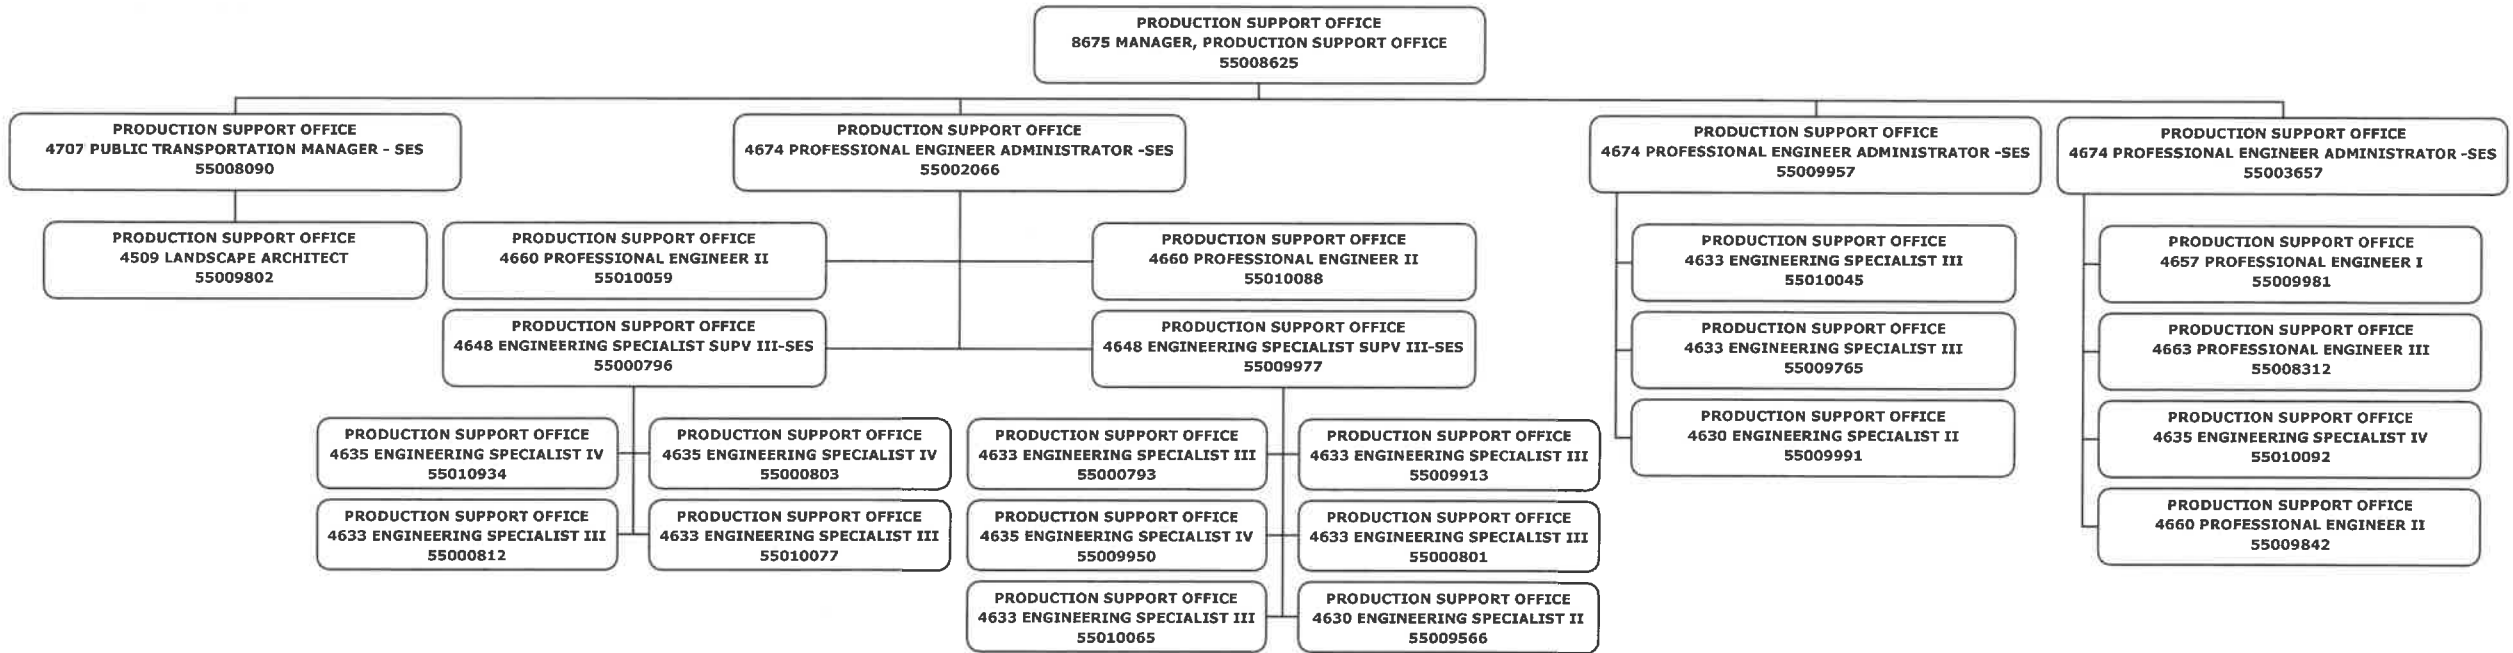 PRODUCTION SUPPORT OFFICE
8675 MANAGER, PRODUCTION SUPPORT OFFICE
55008625
PRODUCTION SUPPORT OFFICE
4707 PUBLIC TRANSPORTATION MANAGER - SES
55008090
PRODUCTION SUPPORT OFFICE
4674 PROFESSIONAL ENGINEER ADMINISTRATOR -SES
55002066
PRODUCTION SUPPORT OFFICE
4674 PROFESSIONAL ENGINEER ADMINISTRATOR -SES
55009957
PRODUCTION SUPPORT OFFICE
4674 PROFESSIONAL ENGINEER ADMINISTRATOR -SES
55003657
PRODUCTION SUPPORT OFFICE
4509 LANDSCAPE ARCHITECT
55009802
PRODUCTION SUPPORT OFFICE
4660 PROFESSIONAL ENGINEER II
55010059
PRODUCTION SUPPORT OFFICE
4660 PROFESSIONAL ENGINEER II
55010088
PRODUCTION SUPPORT OFFICE
4633 ENGINEERING SPECIALIST III
55010045
PRODUCTION SUPPORT OFFICE
4657 PROFESSIONAL ENGINEER I
55009981
PRODUCTION SUPPORT OFFICE
4648 ENGINEERING SPECIALIST SUPV III-SES
55000796
PRODUCTION SUPPORT OFFICE
4648 ENGINEERING SPECIALIST SUPV III-SES
55009977
PRODUCTION SUPPORT OFFICE
4633 ENGINEERING SPECIALIST III
55009765
PRODUCTION SUPPORT OFFICE
4663 PROFESSIONAL ENGINEER III
55008312
PRODUCTION SUPPORT OFFICE
4635 ENGINEERING SPECIALIST IV
55010934
PRODUCTION SUPPORT OFFICE
4635 ENGINEERING SPECIALIST IV
55000803
PRODUCTION SUPPORT OFFICE
4633 ENGINEERING SPECIALIST III
55000793
PRODUCTION SUPPORT OFFICE
4633 ENGINEERING SPECIALIST III
55009913
PRODUCTION SUPPORT OFFICE
4630 ENGINEERING SPECIALIST II
55009991
PRODUCTION SUPPORT OFFICE
4635 ENGINEERING SPECIALIST IV
55010092
PRODUCTION SUPPORT OFFICE
4633 ENGINEERING SPECIALIST III
55000812
PRODUCTION SUPPORT OFFICE
4633 ENGINEERING SPECIALIST III
55010077
PRODUCTION SUPPORT OFFICE
4635 ENGINEERING SPECIALIST IV
55009950
PRODUCTION SUPPORT OFFICE
4633 ENGINEERING SPECIALIST III
55000801
PRODUCTION SUPPORT OFFICE
4660 PROFESSIONAL ENGINEER II
55009842
PRODUCTION SUPPORT OFFICE
4633 ENGINEERING SPECIALIST III
55010065
PRODUCTION SUPPORT OFFICE
4630 ENGINEERING SPECIALIST II
55009566